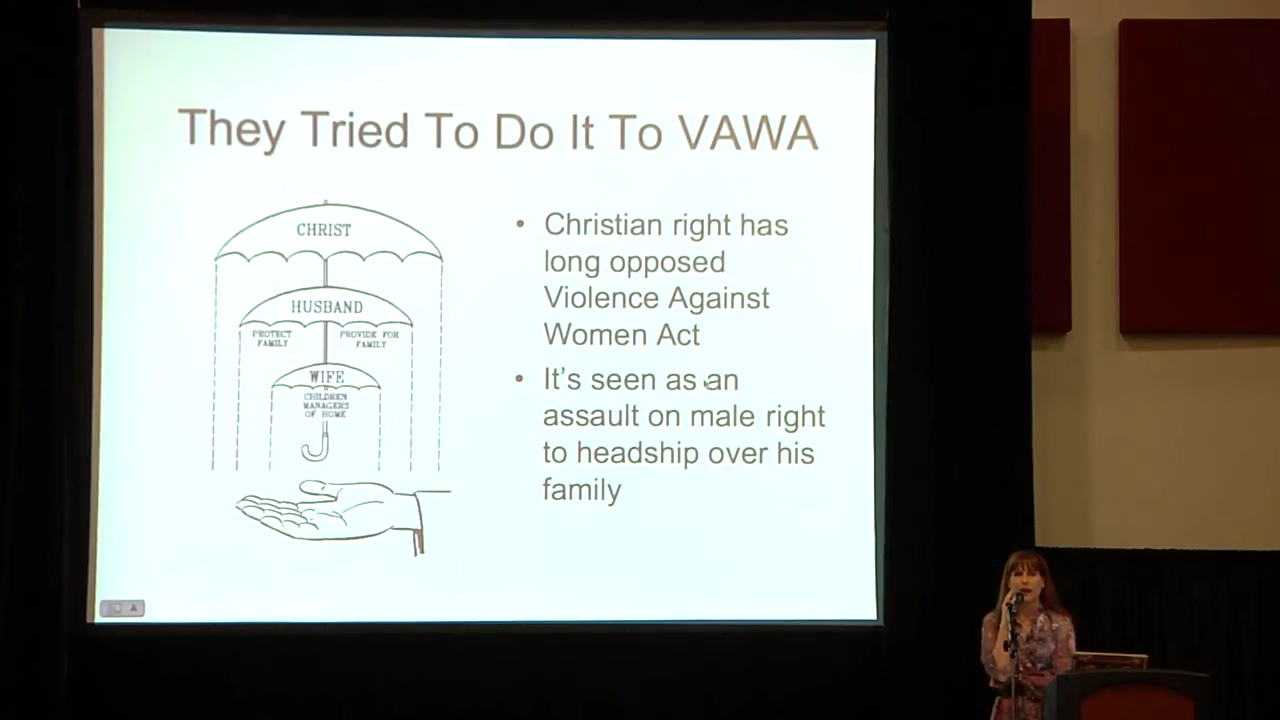 They Tried To Do It To VAWA
CHRIST
HUSBAND
PROTECT
FAMILY
PROVIDE FOR
FAMILY
WIFE
CHILDREN
MANAGERS
OF HOME
• Christian right has
long opposed
Violence Against
Women Act
• It's seen as an
assault on male right
to headship over his
family